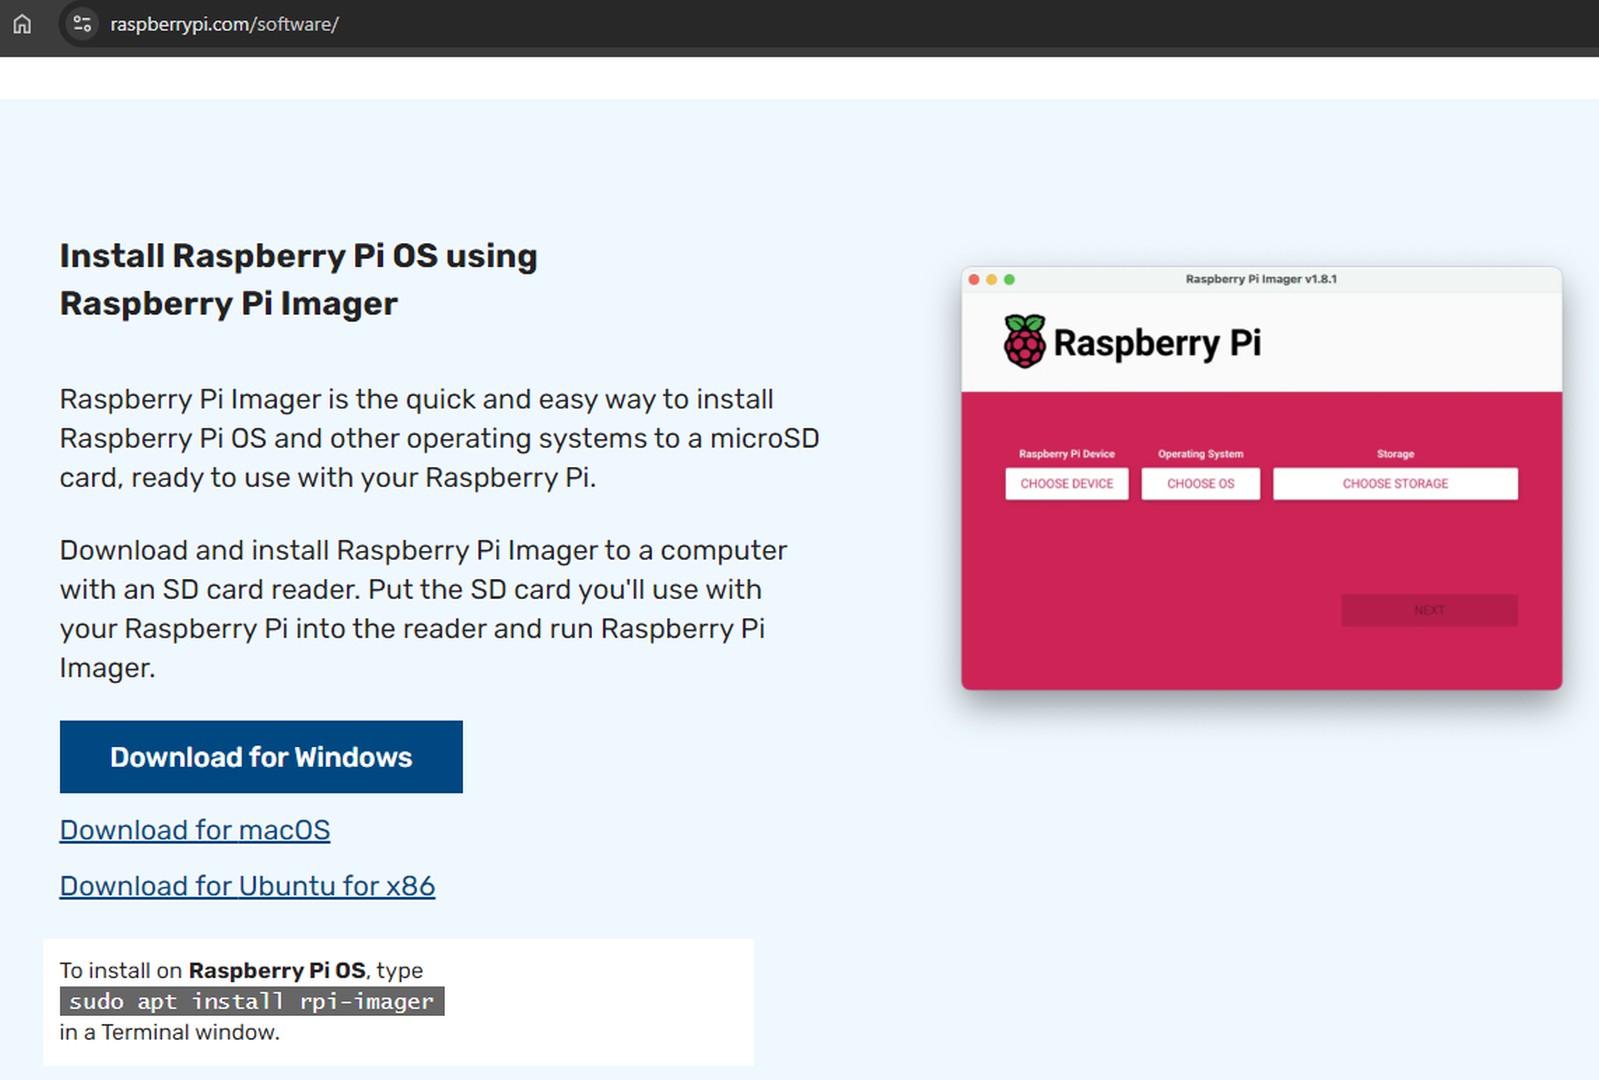 raspberrypi.com/software/
Install Raspberry Pi OS using
Raspberry Pi Imager
Raspberry Pi Imager is the quick and easy way to install
Raspberry Pi OS and other operating systems to a microSD
card, ready to use with your Raspberry Pi.
Download and install Raspberry Pi Imager to a computer
with an SD card reader. Put the SD card you'll use with
your Raspberry Pi into the reader and run Raspberry Pi
Imager.
Download for Windows
Download for macOS
Download for Ubuntu for x86
To install on Raspberry Pi OS, type
sudo apt install rpi-imager
in a Terminal window.
Raspberry Pi Imager v1.8.1
Raspberry Pi
Raspberry Pi Device
Operating System
Storage
CHOOSE DEVICE
CHOOSE OS
CHOOSE STORAGE
NEXT